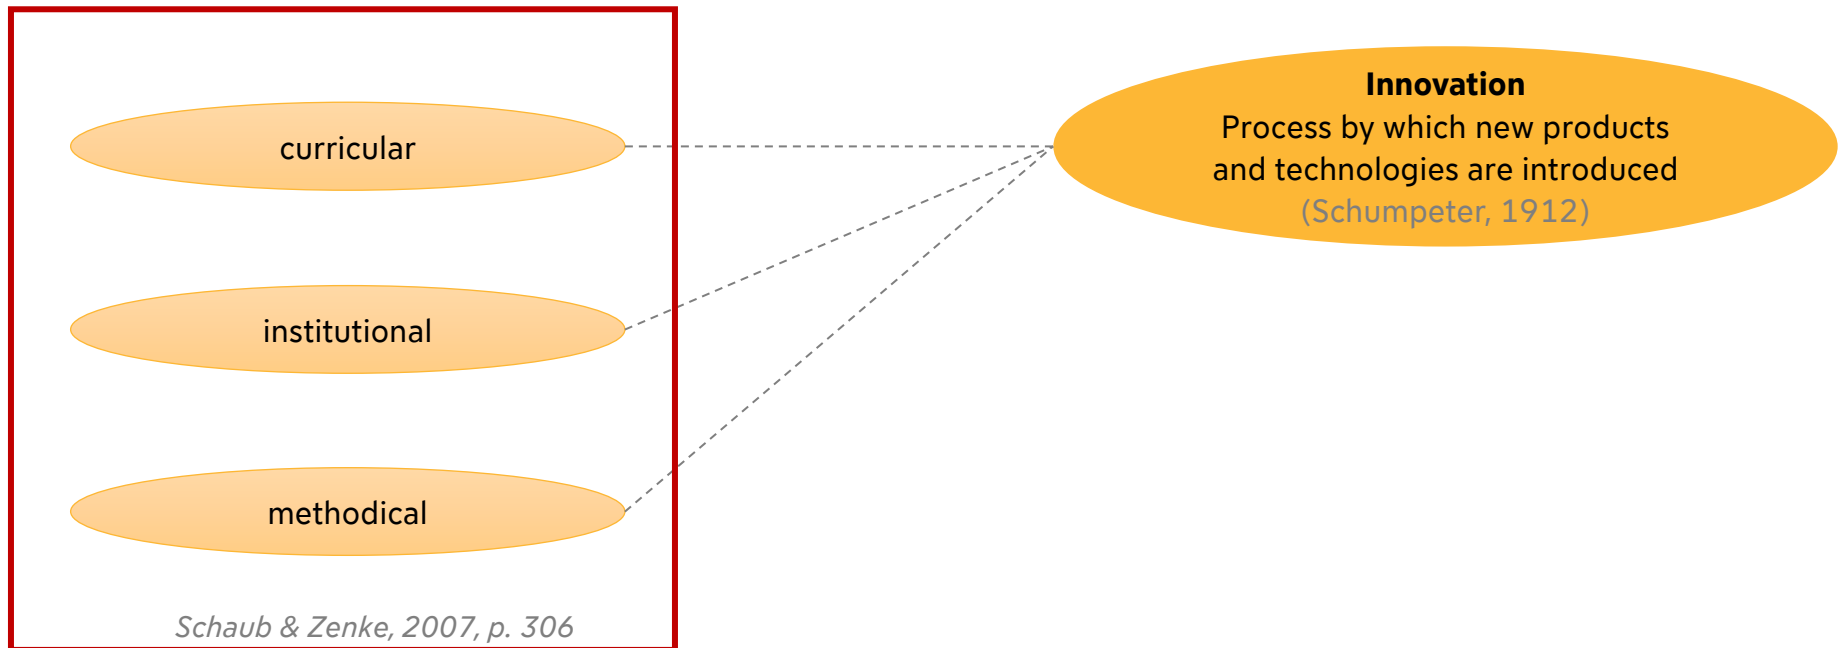 curricular
institutional
methodical
Schaub & Zenke, 2007, p. 306
Innovation
Process by which new products
and technologies are introduced
(Schumpeter, 1912)